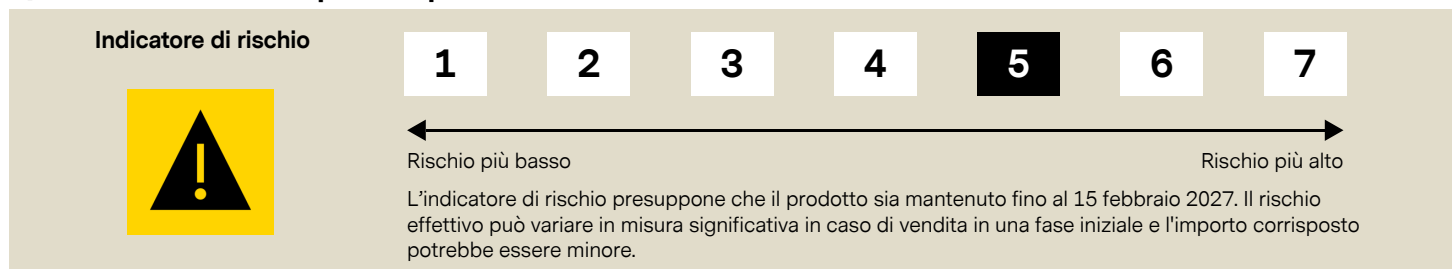 Indicatore di rischio
1 2 3 4 5 6 7
Rischio più basso Rischio più alto
L'indicatore di rischio presuppone che il prodotto sia mantenuto fino al 15 febbraio 2027. Il rischio
effettivo può variare in misura significativa in caso di vendita in una fase iniziale e l'importo corrisposto
potrebbe essere minore.